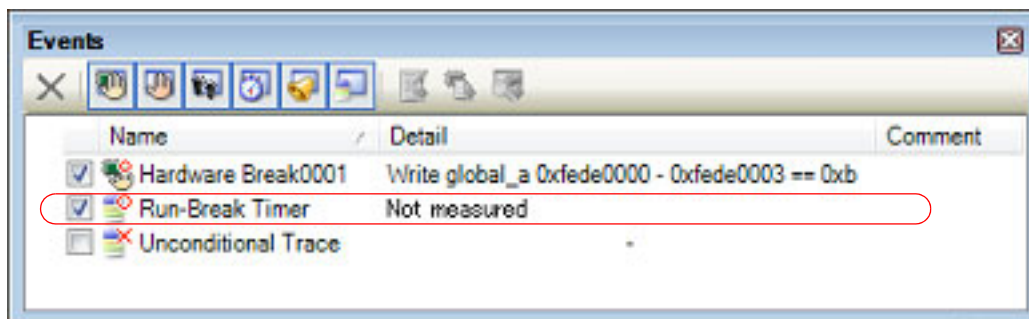 Events
Name Detail Comment
Hardware Break0001 Write global_a 0xfede0000 - 0xfede0003 == 0xb
Run-Break Timer Not measured
Unconditional Trace -